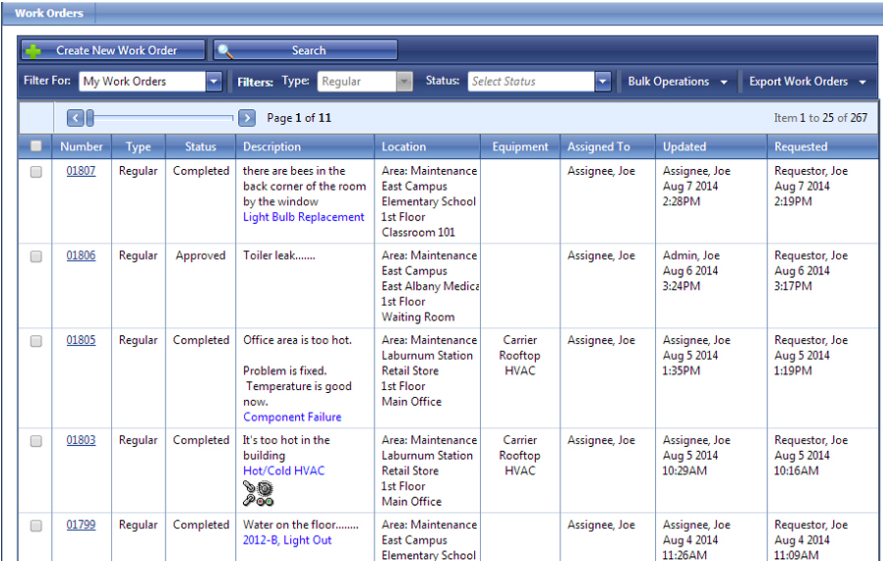 Work Orders
Create New Work Order
Search
Filter For: My Work Orders Filters: Type: Regular Status: Select Status Bulk Operations Export Work Orders
Page 1 of 11 Item 1 to 25 of 267
Number Type Status Description Location Equipment Assigned To Updated Requested
01807 Regular Completed there are bees in the Area: Maintenance Assignee, Joe Assignee, Joe Requestor, Joe
back corner of the room East Campus Aug 7 2014 Aug 7 2014
by the window Elementary School 2:28PM 2:19PM
Light Bulb Replacement 1st Floor
Classroom 101
01806 Regular Approved Toiler leak....... Area: Maintenance Assignee, Joe Admin, Joe Requestor, Joe
East Campus Aug 6 2014 Aug 6 2014
East Albany Medica 3:24PM 3:17PM
1st Floor
Waiting Room
01805 Regular Completed Office area is too hot. Area: Maintenance Carrier Assignee, Joe Assignee, Joe Requestor, Joe
Laburnum Station Rooftop Aug 5 2014 Aug 5 2014
Problem is fixed. Retail Store HVAC 1:35PM 1:19PM
Temperature is good 1st Floor
now. Main Office
Component Failure
01803 Regular Completed It's too hot in the Area: Maintenance Carrier Assignee, Joe Assignee, Joe Requestor, Joe
building Laburnum Station Rooftop Aug 5 2014 Aug 5 2014
Hot/Cold HVAC Retail Store HVAC 10:29AM 10:16AM
1st Floor
Main Office
01799 Regular Completed Water on the floor........ Area: Maintenance Assignee, Joe Assignee, Joe Requestor, Joe
2012-B, Light Out East Campus Aug 4 2014 Aug 4 2014
Elementary School 11:26AM 11:09AM